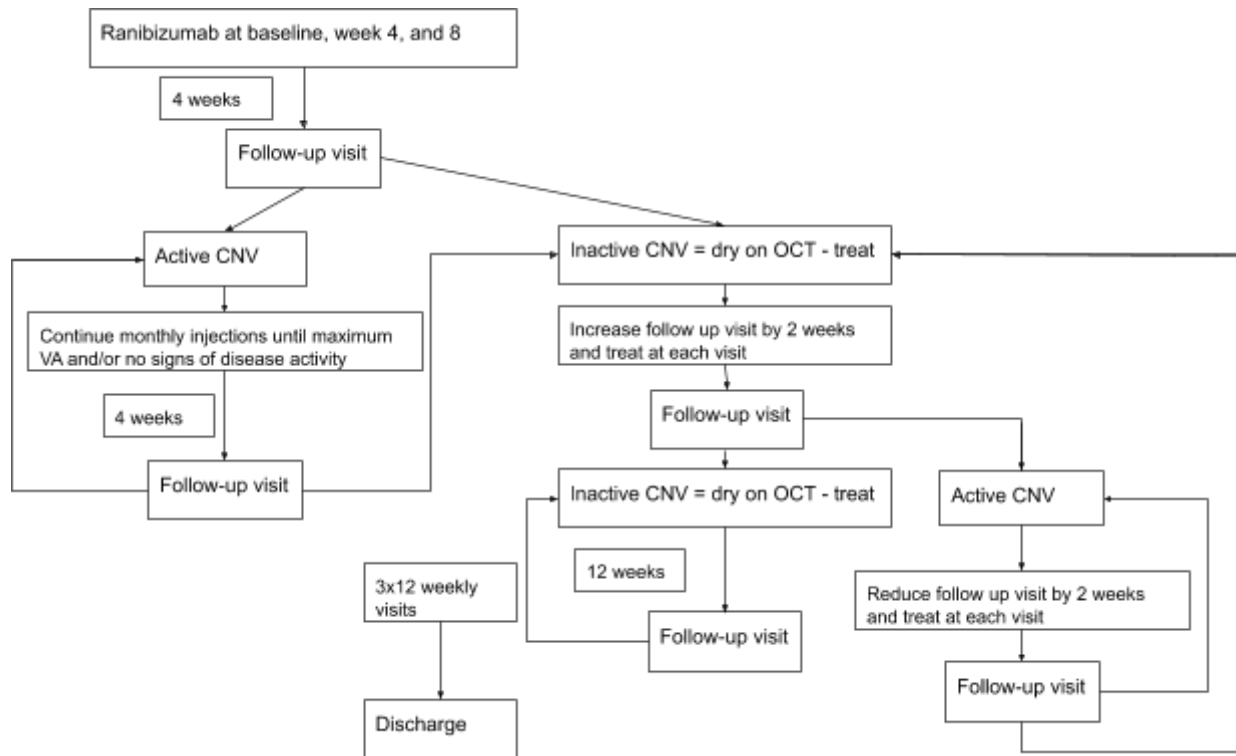 Ranibizumab at baseline, week 4, and 8
4 weeks
Follow-up visit
Active CNV
Inactive CNV = dry on OCT - treat
Continue monthly injections until maximum
VA and/or no signs of disease activity
Increase follow up visit by 2 weeks
and treat at each visit
4 weeks
Follow-up visit
Follow-up visit
Inactive CNV = dry on OCT - treat
Active CNV
3x12 weekly
visits
12 weeks
Reduce follow up visit by 2 weeks
and treat at each visit
Follow-up visit
Follow-up visit
Discharge